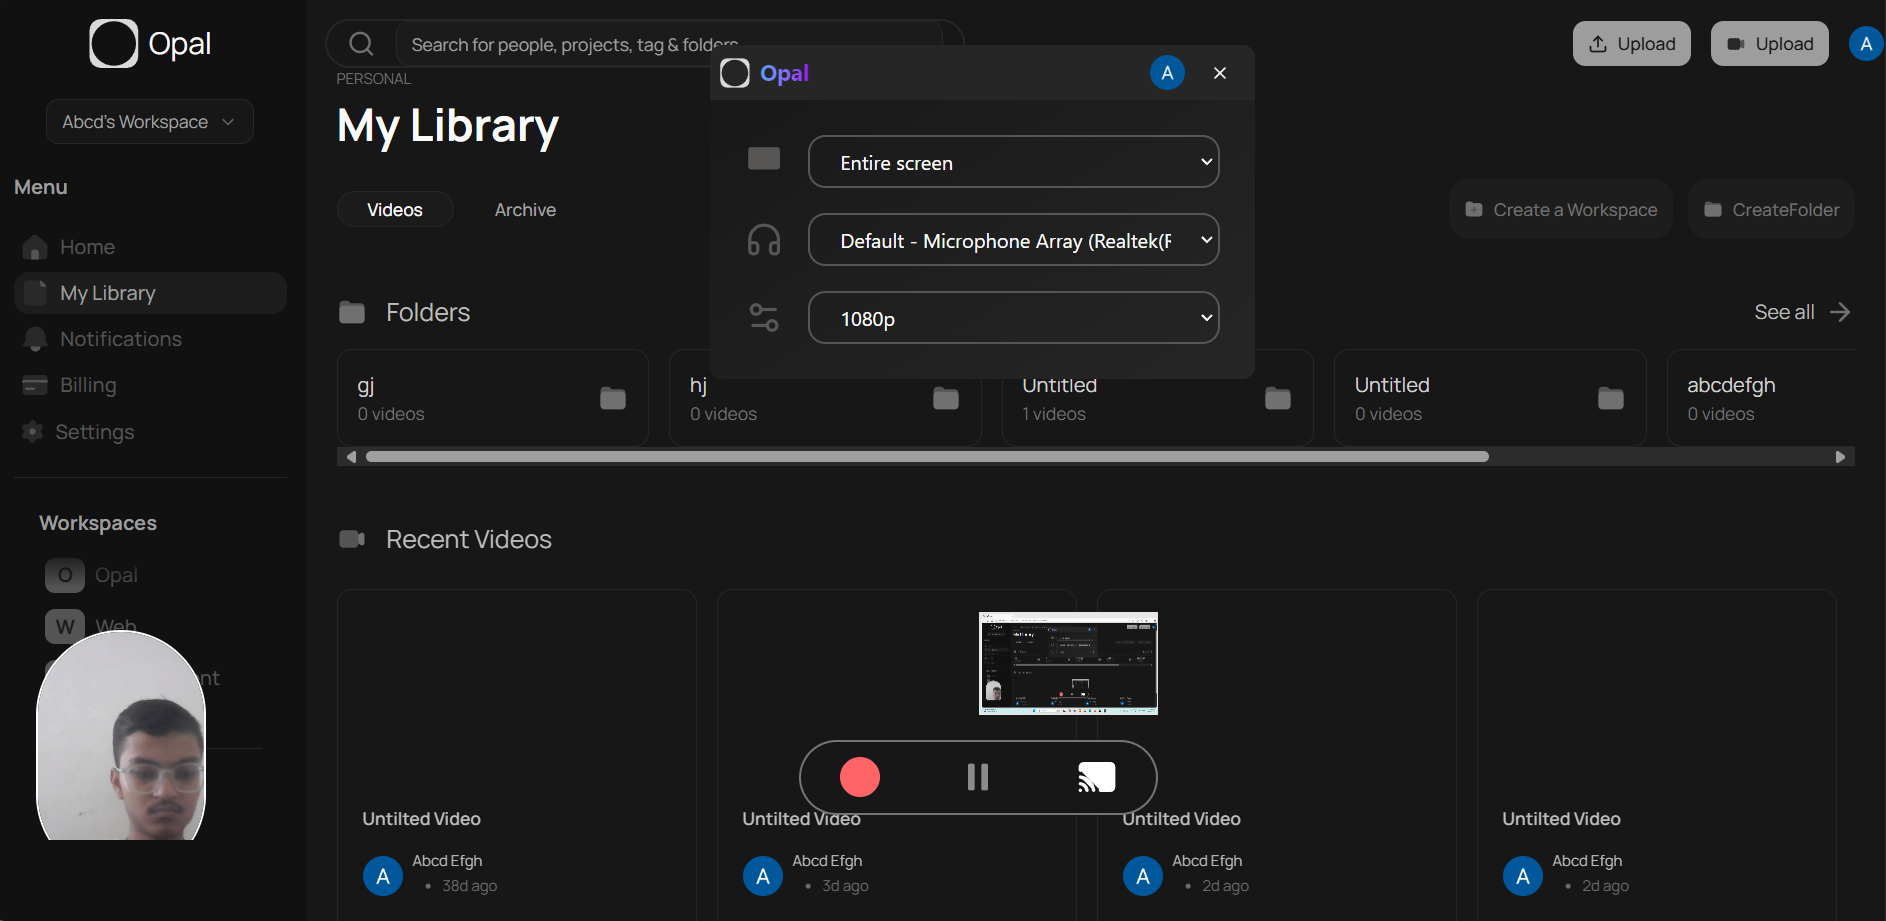 Opal
Abcd's Workspace
Menu
Home
My Library
Notifications
Billing
Settings
Workspaces
O Opal
W Web
nt
Search for people, projects, tag & folders
Upload
Upload
A
PERSONAL
My Library
Videos
Archive
Create a Workspace
CreateFolder
Opal
A
Entire screen
Default - Microphone Array (Realtek(R
1080p
Folders
See all
gj
0 videos
hj
0 videos
Untitled
1 videos
Untitled
0 videos
abcdefgh
0 videos
Recent Videos
Untilted Video
A
Abcd Efgh
• 38d ago
Untilted Video
A
Abcd Efgh
• 3d ago
Untilted Video
A
Abcd Efgh
• 2d ago
Untilted Video
A
Abcd Efgh
• 2d ago